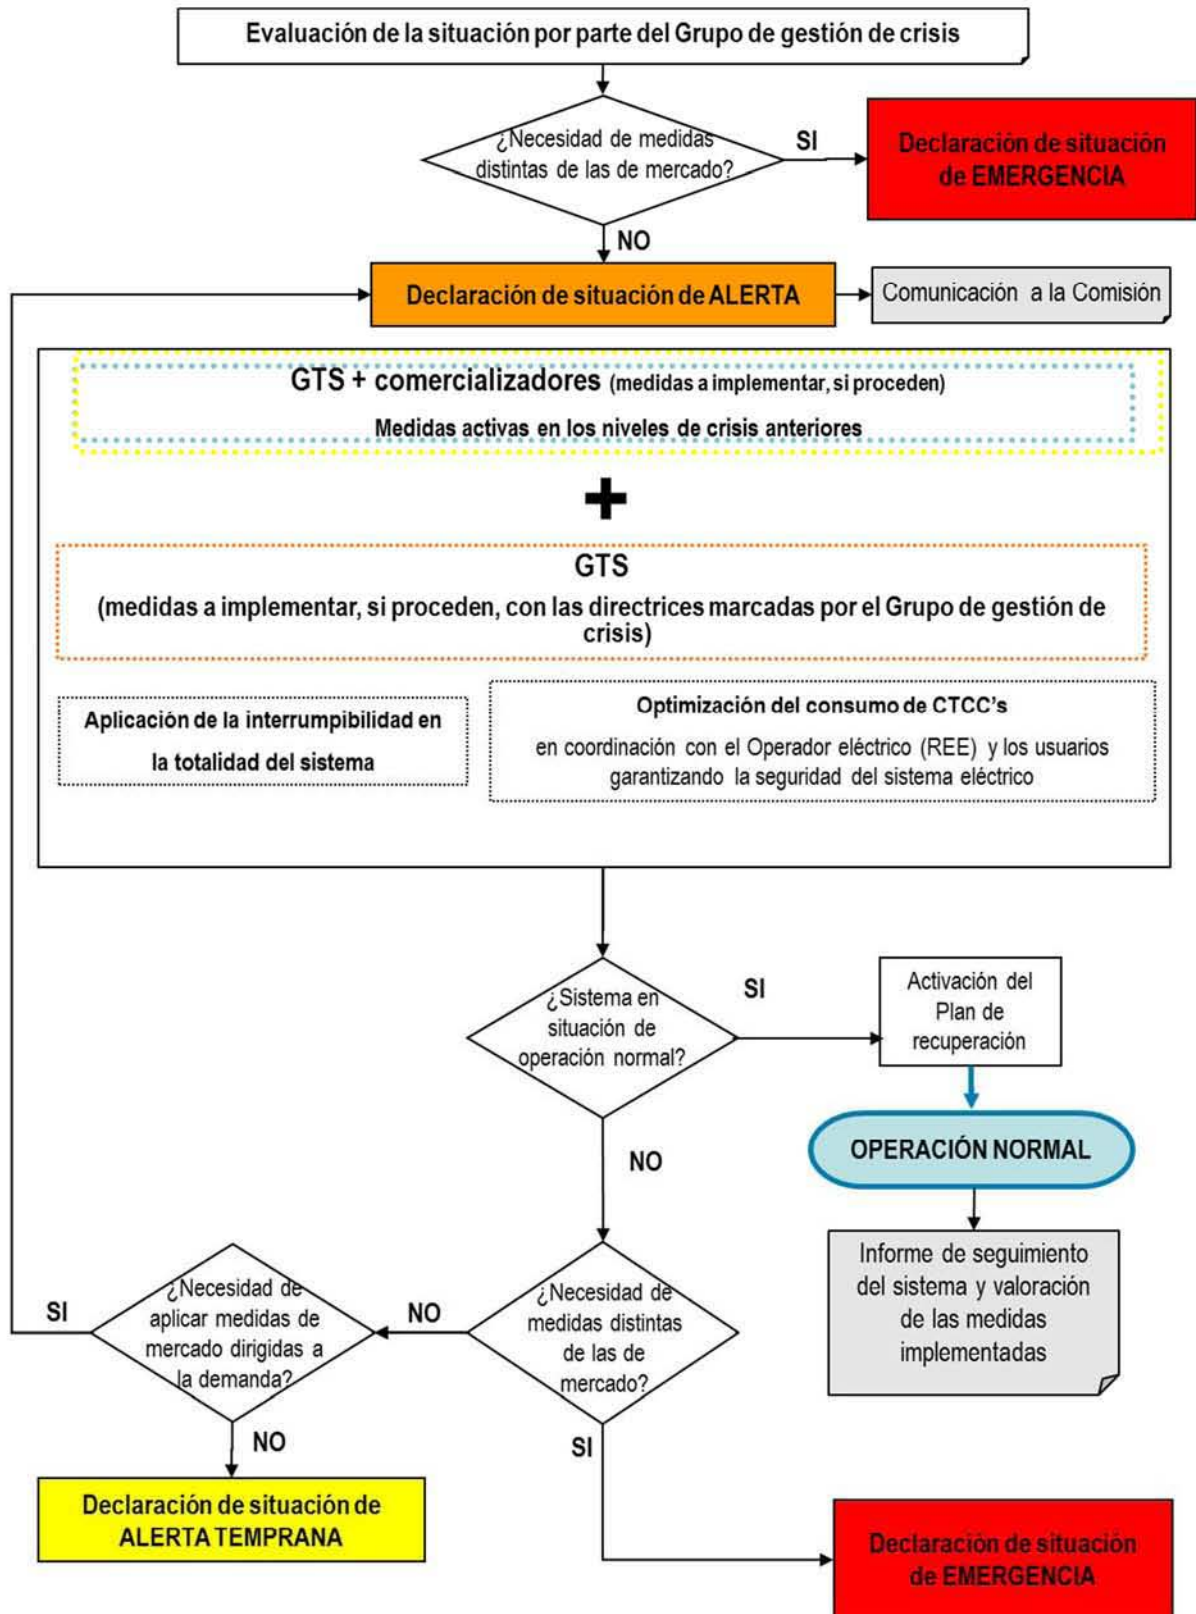 Evaluación de la situación por parte del Grupo de gestión de crisis
¿Necesidad de medidas
distintas de las de mercado?
SI
Declaración de situación
de EMERGENCIA
NO
Declaración de situación de ALERTA
Comunicación a la Comisión
GTS + comercializadores (medidas a implementar, si proceden)
Medidas activas en los niveles de crisis anteriores
+
GTS
(medidas a implementar, si proceden, con las directrices marcadas por el Grupo de gestión de
crisis)
Aplicación de la interrumpibilidad en
la totalidad del sistema
Optimización del consumo de CTCC's
en coordinación con el Operador eléctrico (REE) y los usuarios
garantizando la seguridad del sistema eléctrico
¿Sistema en
situación de
operación normal?
SI
Activación del
Plan de
recuperación
OPERACIÓN NORMAL
Informe de seguimiento
del sistema y valoración
de las medidas
implementadas
NO
¿Necesidad de
medidas distintas
de las de
mercado?
NO
¿Necesidad de
aplicar medidas de
mercado dirigidas a
la demanda?
SI
NO
Declaración de situación de
ALERTA TEMPRANA
SI
Declaración de situación
de EMERGENCIA